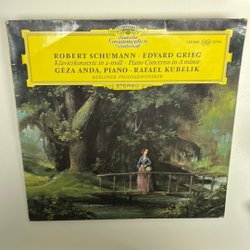 Deutsche
Grammophon
Gesellschaft
ROBERT SCHUMANN · EDVARD GRIEG
Klavierkonzerte in a-moll · Piano Concertos in A minor
GÉZA ANDA, PIANO · RAFAEL KUBELIK
BERLINER PHILHARMONIKER
STEREO